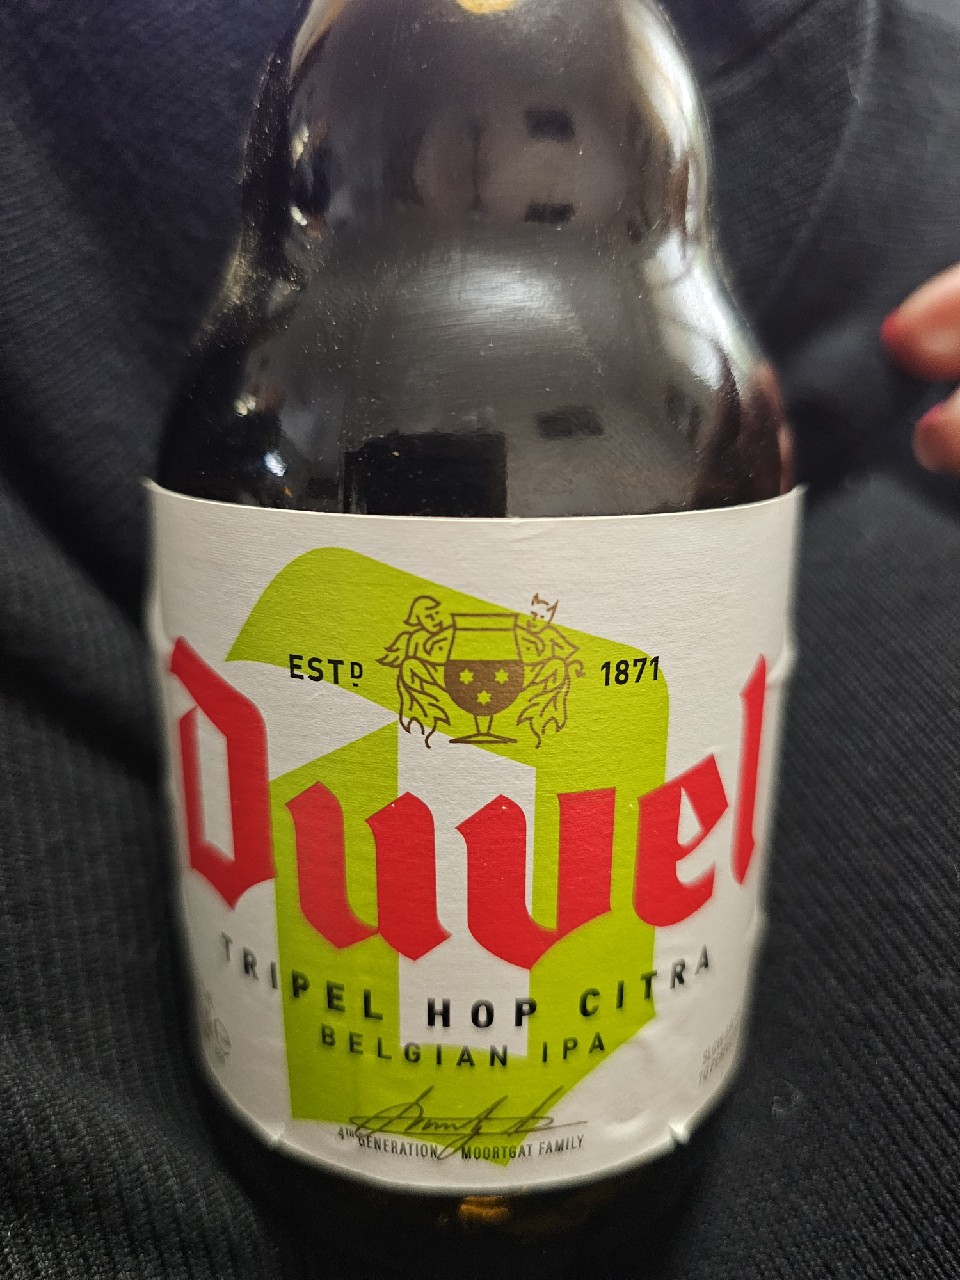 ESTD 1871
Duvel
TRIPEL HOP CITRA
BELGIAN IPA
4TH GENERATION MOORTGAT FAMILY